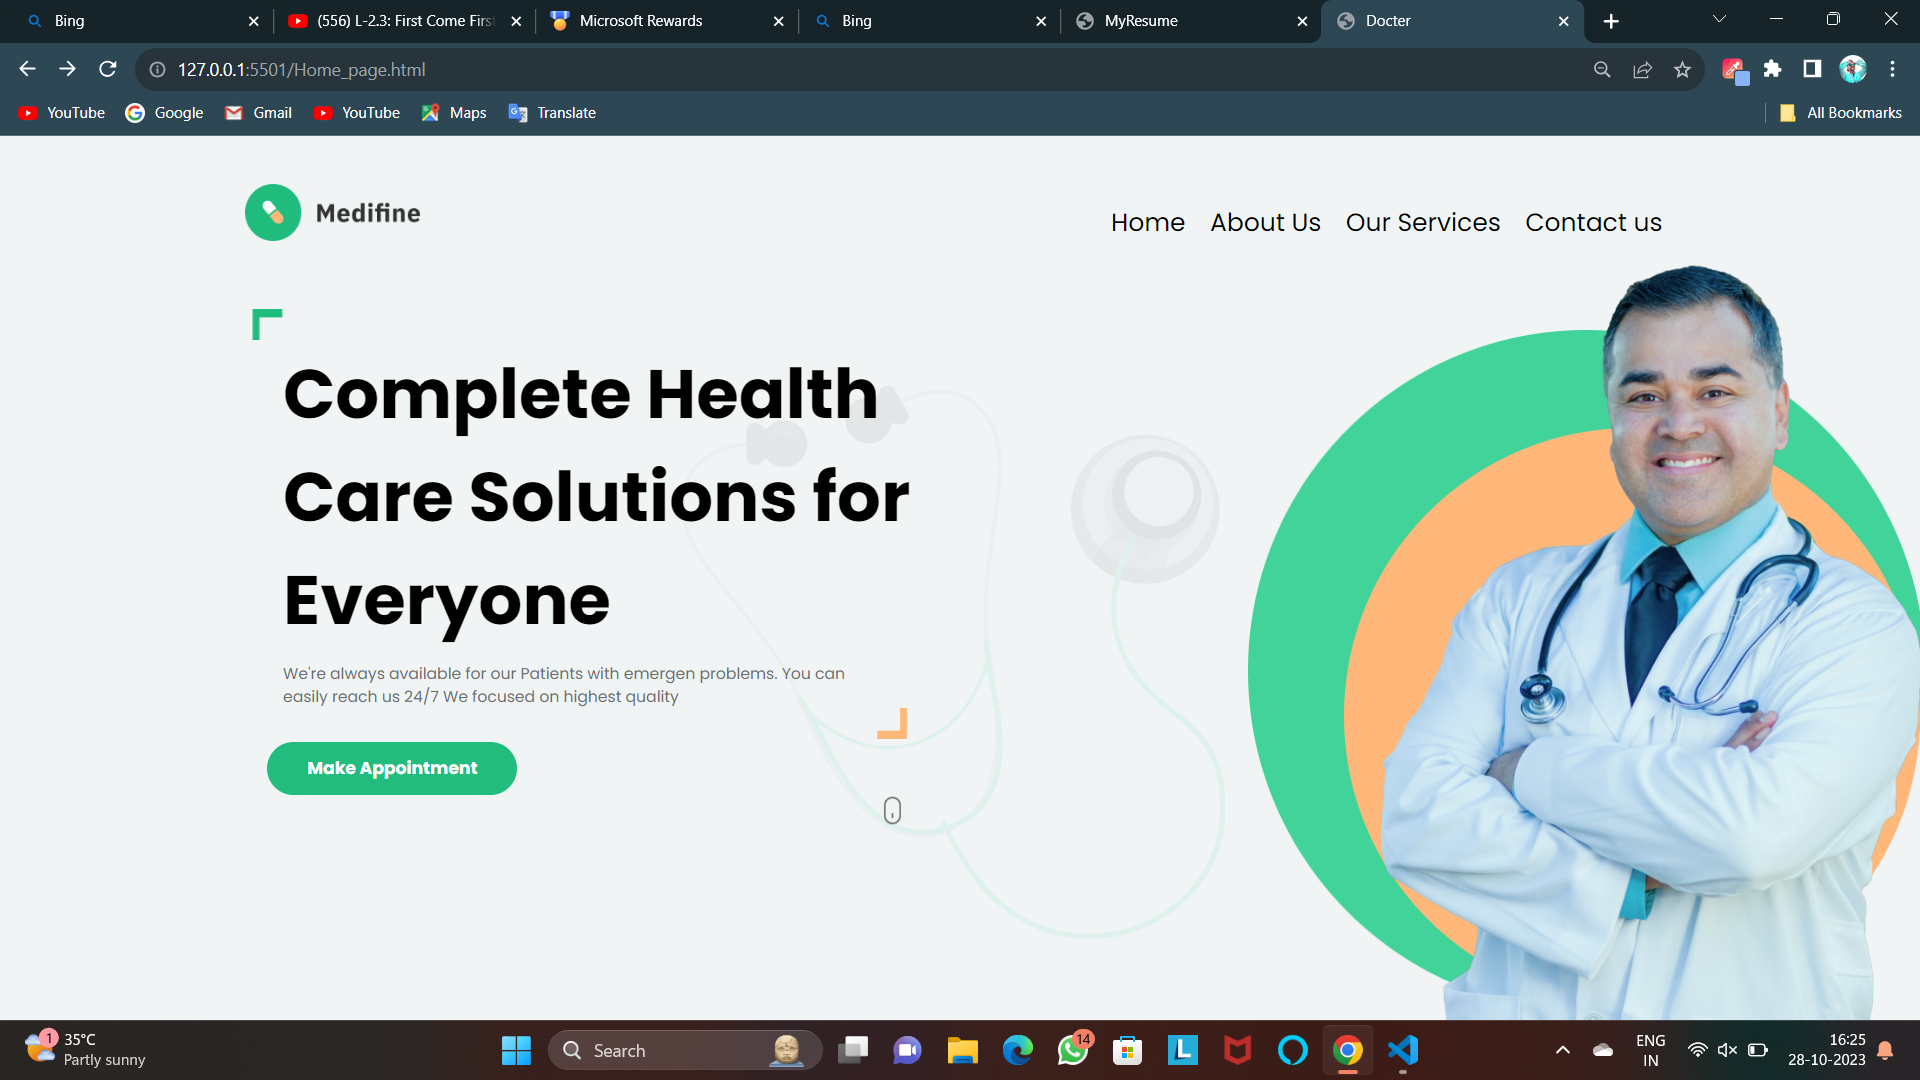 Bing
(556) L-2.3: First Come Firs
Microsoft Rewards
Bing
MyResume
Docter
127.0.0.1:5501/Home_page.html
YouTube
Google
Gmail
YouTube
Maps
Translate
All Bookmarks
Medifine
Home About Us Our Services Contact us
Complete Health
Care Solutions for
Everyone
We're always available for our Patients with emergen problems. You can
easily reach us 24/7 We focused on highest quality
Make Appointment
1
35°C
Partly sunny
Search
14
L
ENG
IN
16:25
28-10-2023